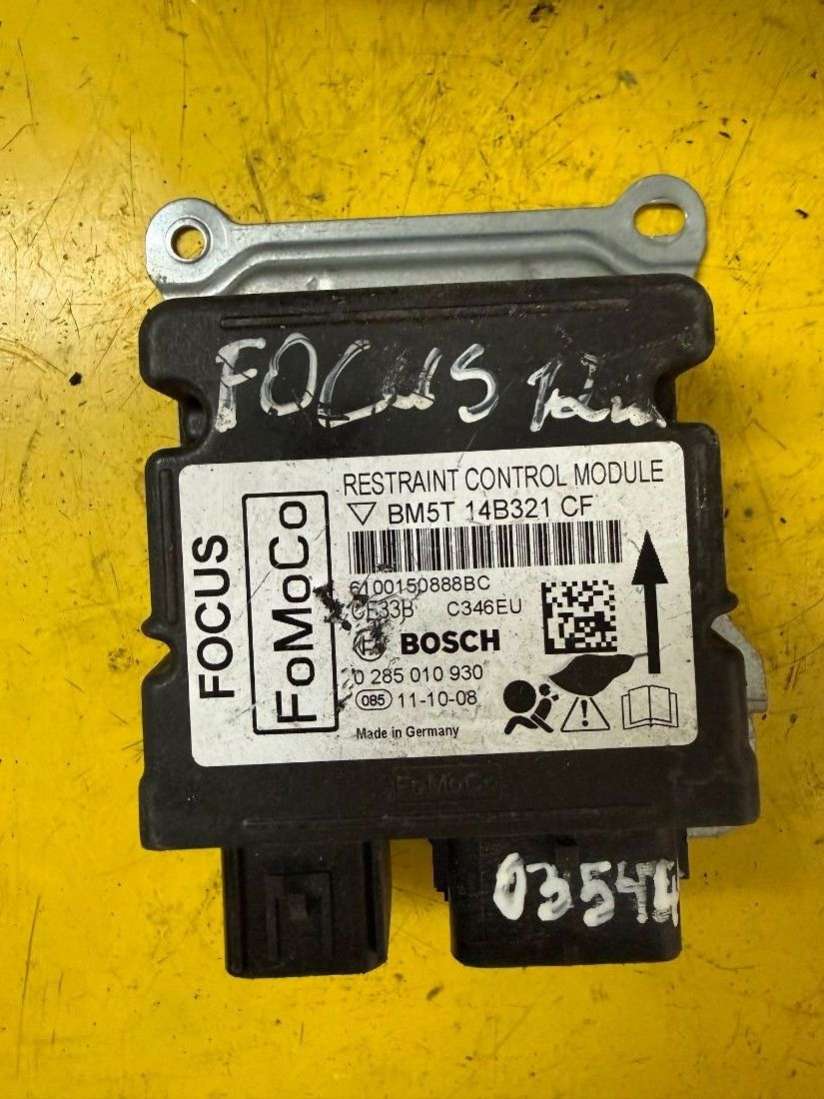 FOCUS
RESTRAINT CONTROL MODULE
BM5T 14B321 CF
6100150888BC
C346EU
BOSCH
0 285 010 930
085 11-10-08
Made in Germany
FOCUS
FoMoCo
FoMoCo
03544